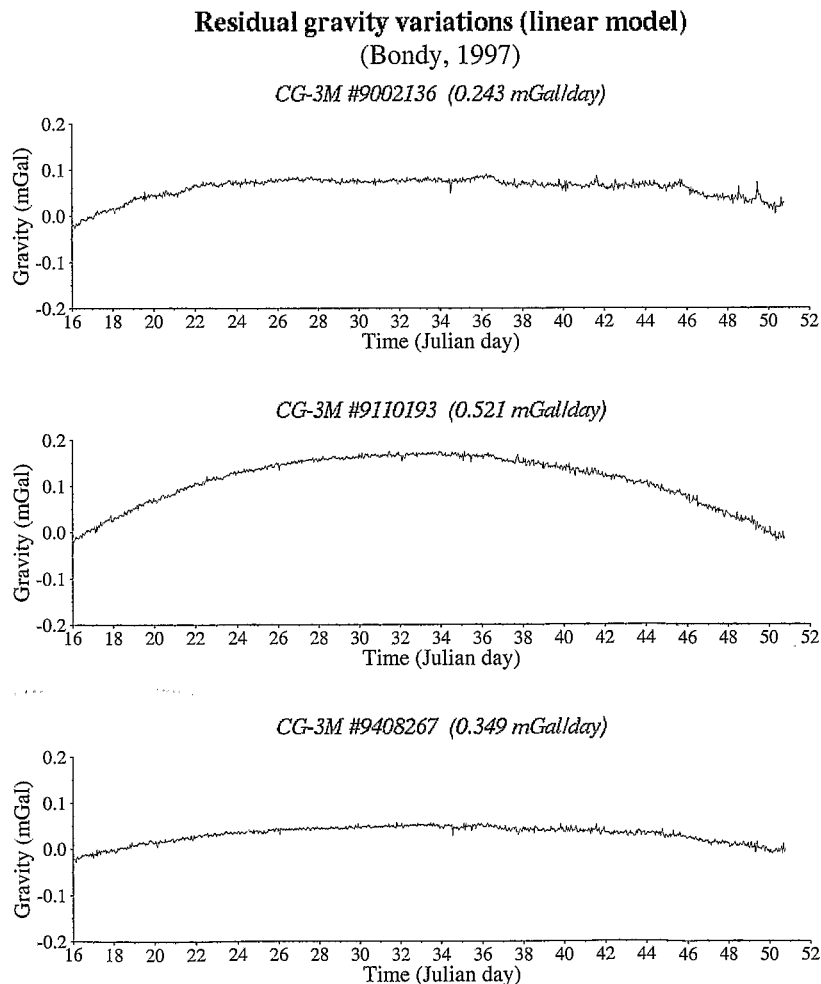 Residual gravity variations (linear model)
(Bondy, 1997)
CG-3M #9002136 (0.243 mGal/day)
0.2
0.1
0.0
-0.1
-0.2
Gravity (mGal)
16 18 20 22 24 26 28 30 32 34 36 38 40 42 44 46 48 50 52
Time (Julian day)
CG-3M #9110193 (0.521 mGal/day)
0.2
0.1
0.0
-0.1
-0.2
Gravity (mGal)
16 18 20 22 24 26 28 30 32 34 36 38 40 42 44 46 48 50 52
Time (Julian day)
CG-3M #9408267 (0.349 mGal/day)
0.2
0.1
0.0
-0.1
-0.2
Gravity (mGal)
16 18 20 22 24 26 28 30 32 34 36 38 40 42 44 46 48 50 52
Time (Julian day)